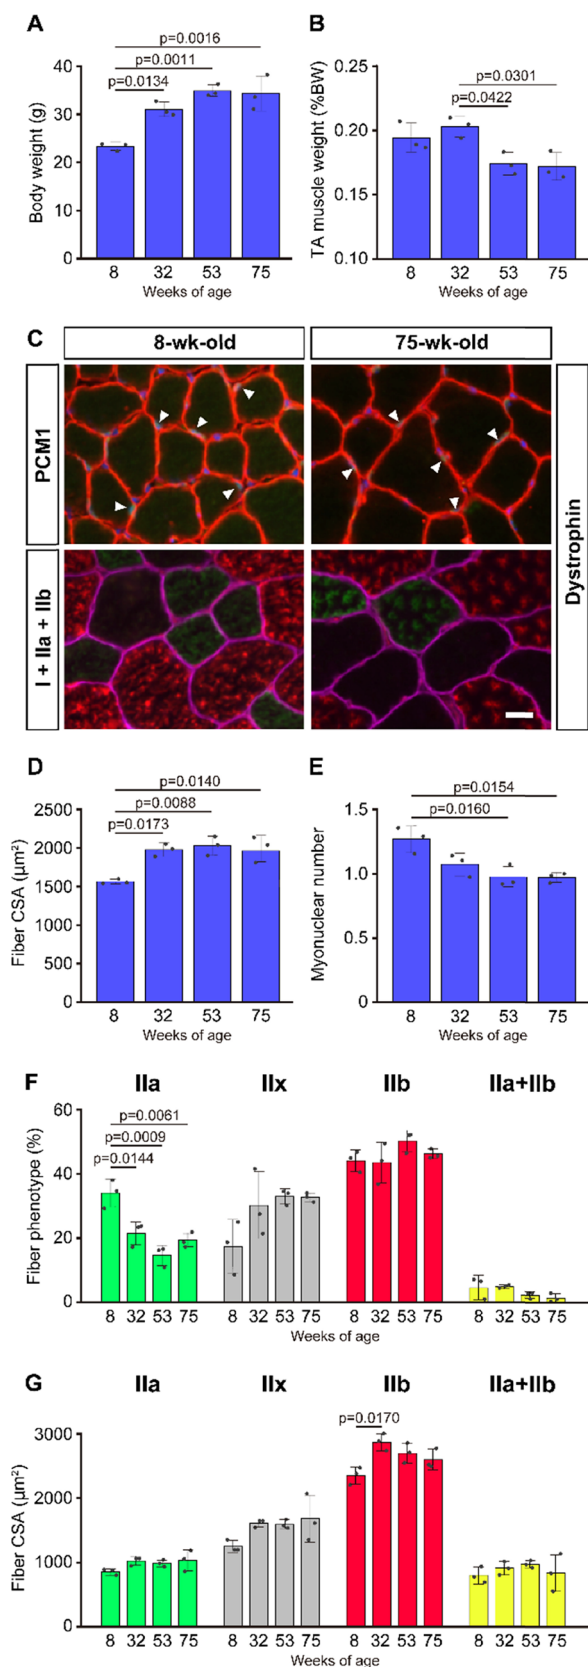 A
B
p=0.0016
p=0.0011
p=0.0134
Body weight (g)
40
30
20
10
0
8 32 53 75
Weeks of age
p=0.0301
p=0.0422
TA muscle weight (%BW)
0.25
0.20
0.15
0.10
8 32 53 75
Weeks of age
C
8-wk-old
75-wk-old
PCM1
I + IIa + IIb
Dystrophin
D
E
p=0.0140
p=0.0088
p=0.0173
Fiber CSA (µm²)
2500
2000
1500
1000
500
0
8 32 53 75
Weeks of age
p=0.0154
p=0.0160
Myonuclear number
1.5
1.0
0.5
0
8 32 53 75
Weeks of age
F
IIa IIx IIb IIa+IIb
p=0.0061
p=0.0009
p=0.0144
Fiber phenotype (%)
60
40
20
0
8 32 53 75 8 32 53 75 8 32 53 75 8 32 53 75
Weeks of age
G
IIa IIx IIb IIa+IIb
p=0.0170
Fiber CSA (µm²)
3000
2000
1000
0
8 32 53 75 8 32 53 75 8 32 53 75 8 32 53 75
Weeks of age